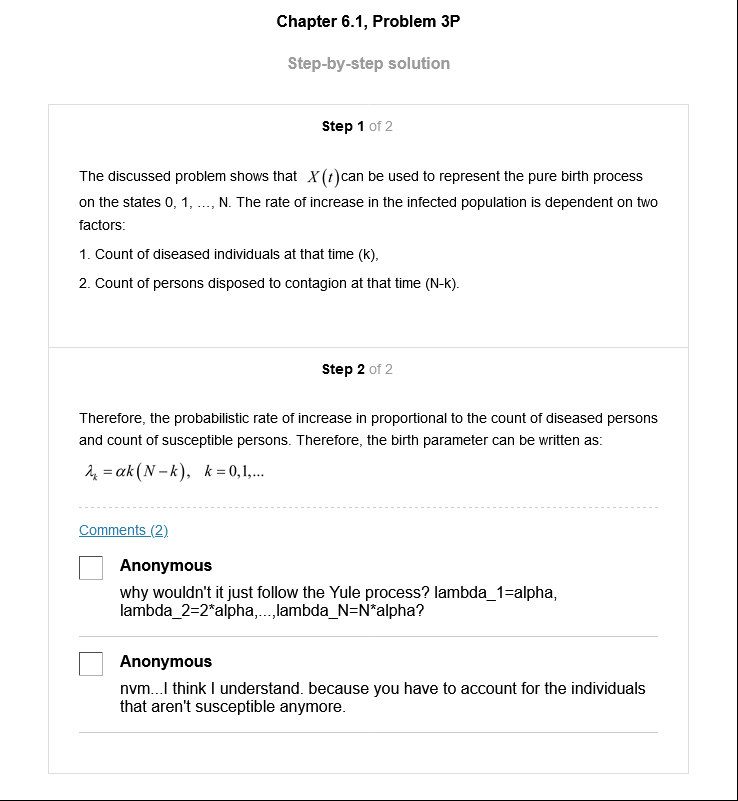 Chapter 6.1, Problem 3P
Step-by-step solution
Step 1 of 2
The discussed problem shows that X(t)can be used to represent the pure birth process
on the states 0, 1, …, N. The rate of increase in the infected population is dependent on two
factors:
1. Count of diseased individuals at that time (k),
2. Count of persons disposed to contagion at that time (N-k).
Step 2 of 2
Therefore, the probabilistic rate of increase in proportional to the count of diseased persons
and count of susceptible persons. Therefore, the birth parameter can be written as:
λₖ = αk(N−k), k = 0,1,...
Comments (2)
Anonymous
why wouldn't it just follow the Yule process? lambda_1=alpha,
lambda_2=2*alpha,...,lambda_N=N*alpha?
Anonymous
nvm...I think I understand. because you have to account for the individuals
that aren't susceptible anymore.